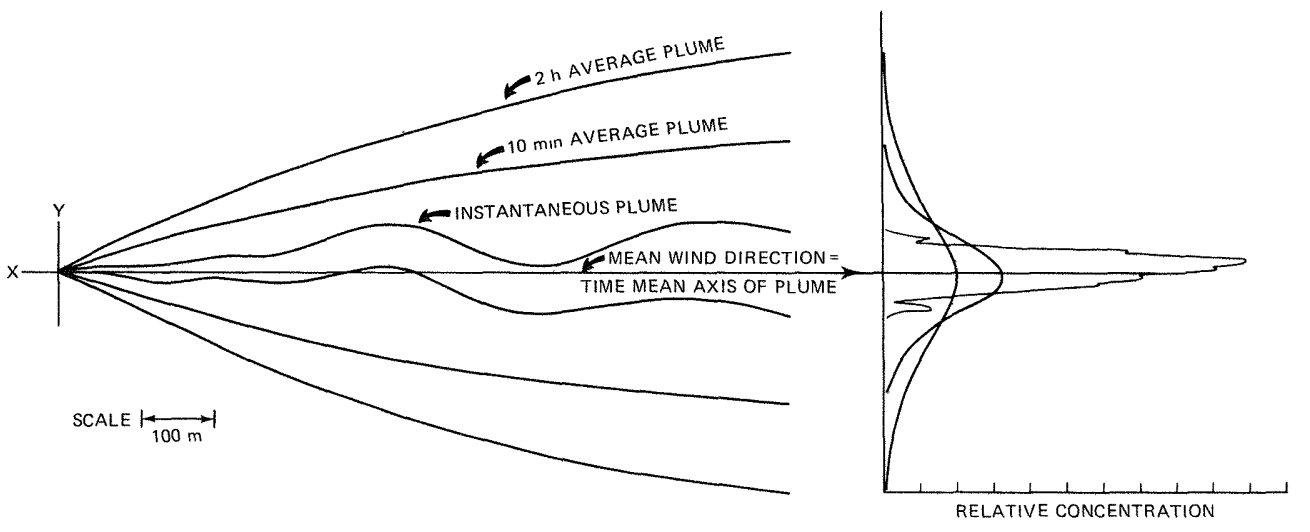 2 h AVERAGE PLUME
10 min AVERAGE PLUME
Y
INSTANTANEOUS PLUME
X
MEAN WIND DIRECTION =
TIME MEAN AXIS OF PLUME
SCALE
100 m
RELATIVE CONCENTRATION